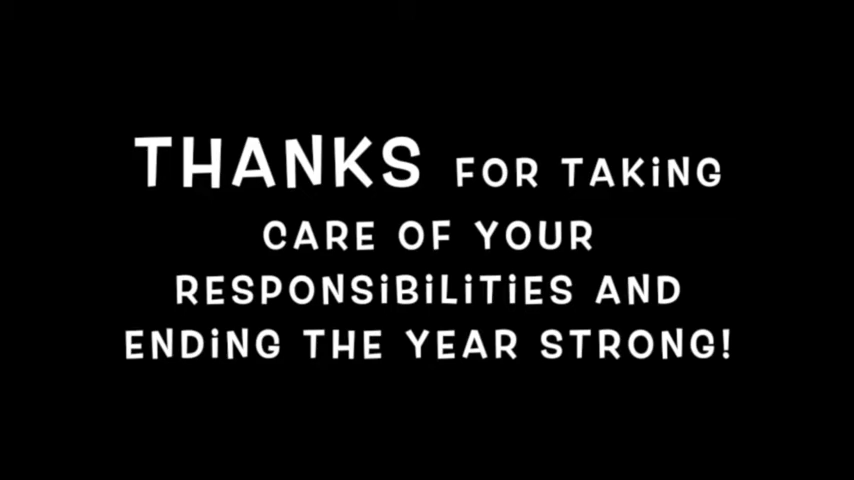 THANKS FOR TAKiNG
CARE OF YOUR
RESPONSiBiLiTiES AND
ENDiNG THE YEAR STRONG!